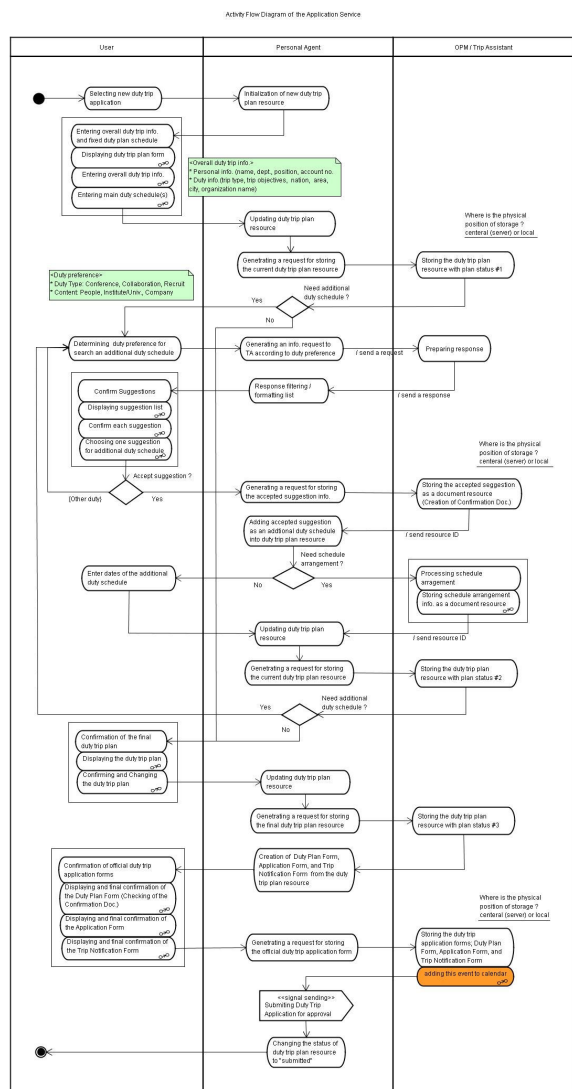 Activity Flow Diagram of the Application Service
User
Personal Agent
OPM / Trip Assistant
Selecting new duty trip
application
Initialization of new duty trip
plan resource
Entering overall duty trip info.
and fixed duty plan schedule
Displaying duty trip plan form
Entering overall duty trip info.
Entering main duty schedule(s)
<Overall duty trip info.>
* Personal info. (name, dept., position, account no.
* Duty info.(trip type, trip objectives, nation, area,
city, organization name)
Updating duty trip plan
resource
Where is the physical
position of storage ?
centeral (server) or local
Genetrating a request for storing
the current duty trip plan resource
Storing the duty trip plan
resource with plan status #1
<Duty preference>
* Duty Type: Conference, Collaboration, Recruit
* Content: People, Institute/Univ., Company
Need additional
duty schedule ?
Yes
No
Determining duty preference for
search an additional duty schedule
Generating an info. request to
TA according to duty preference
/ send a request
Preparing response
Confirm Suggestions
Displaying suggestion list
Confirm each suggestion
Choosing one suggestion
for additional duty schedule
Response filtering /
formatting list
/ send a response
Accept suggestion ?
(Other duty)
Yes
Where is the physical
position of storage ?
centeral (server) or local
Generating a request for storing
the accepted suggestion info.
Storing the accepted seggestion
as a document resource
(Creation of Confirmation Doc.)
Adding accepted suggestion
as an addtional duty schedule
into duty trip plan resource
/ send resource ID
Need schedule
arrangement ?
No
Yes
Enter dates of the additional
duty schedule
Processing schedule
arragement
Storing schedule arrangement
info. as a document resource
Updating duty trip plan
resource
/ send resource ID
Genetrating a request for storing
the current duty trip plan resource
Storing the duty trip plan
resource with plan status #2
Need additional
duty schedule ?
Yes
No
Confirmation of the final
duty trip plan
Displaying the duty trip plan
Confirming and Changing
the duty trip plan
Updating duty trip plan
resource
Genetrating a request for storing
the final duty trip plan resource
Storing the duty trip plan
resource with plan status #3
Confirmation of official duty trip
application forms
Displaying and final confirmation of
the Duty Plan Form (Checking of the
Confirmation Doc.)
Displaying and final confirmation of
the Application Form
Displaying and final confirmation of
the Trip Notification Form
Creation of Duty Plan Form,
Application Form, and Trip
Notification Form from the duty
trip plan resource
Where is the physical
position of storage ?
centeral (server) or local
Genetrating a request for storing
the official duty trip application form
Storing the duty trip
application forms; Duty Plan
Form, Application Form, and
Trip Notification Form
adding this event to calendar
<<signal sending>>
Submiting Duty Trip
Application for approval
Changing the status of
duty trip plan resource
to "submitted"